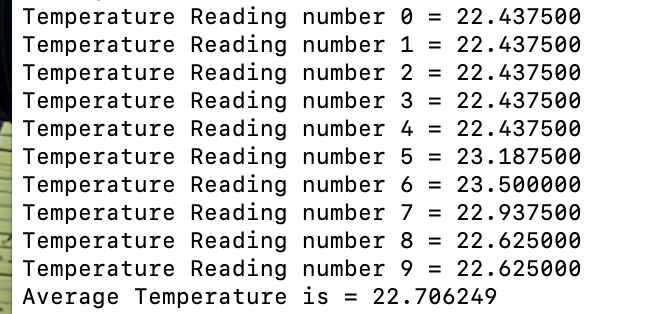 Temperature Reading number 0 = 22.437500
Temperature Reading number 1 = 22.437500
Temperature Reading number 2 = 22.437500
Temperature Reading number 3 = 22.437500
Temperature Reading number 4 = 22.437500
Temperature Reading number 5 = 23.187500
Temperature Reading number 6 = 23.500000
Temperature Reading number 7 = 22.937500
Temperature Reading number 8 = 22.625000
Temperature Reading number 9 = 22.625000
Average Temperature is = 22.706249